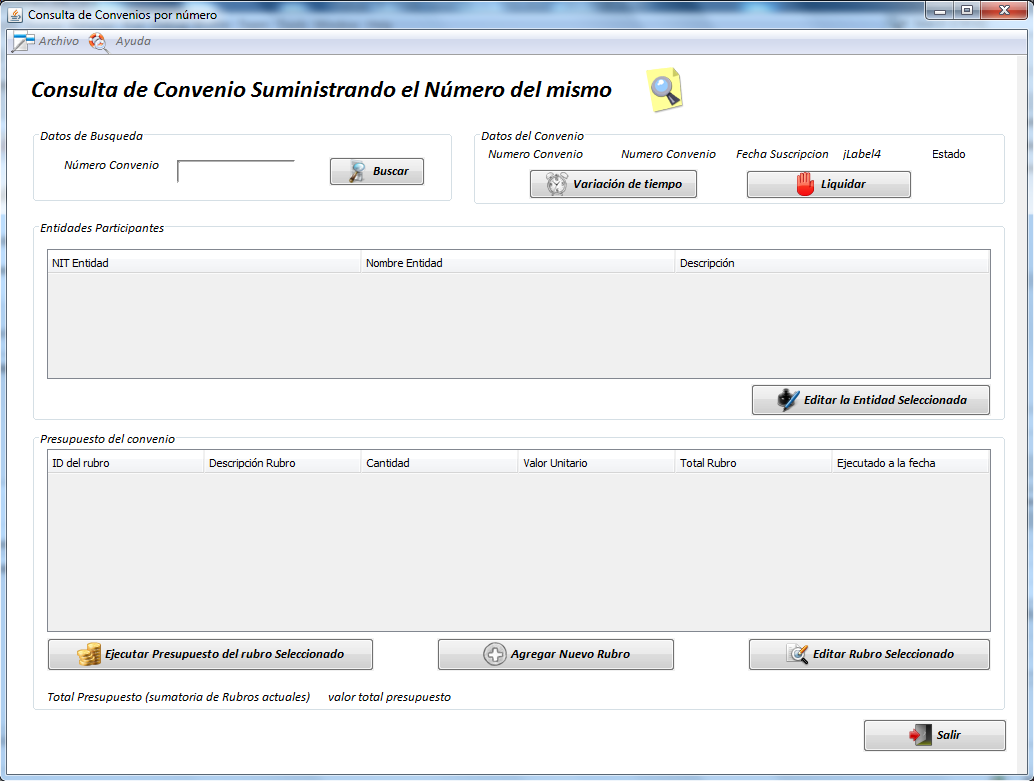 Consulta de Convenios por número
Archivo Ayuda
Consulta de Convenio Suministrando el Número del mismo
Datos de Busqueda
Número Convenio
Buscar
Datos del Convenio
Numero Convenio Numero Convenio Fecha Suscripcion jLabel4 Estado
Variación de tiempo Liquidar
Entidades Participantes
NIT Entidad Nombre Entidad Descripción
Editar la Entidad Seleccionada
Presupuesto del convenio
ID del rubro Descripción Rubro Cantidad Valor Unitario Total Rubro Ejecutado a la fecha
Ejecutar Presupuesto del rubro Seleccionado Agregar Nuevo Rubro Editar Rubro Seleccionado
Total Presupuesto (sumatoria de Rubros actuales) valor total presupuesto
Salir